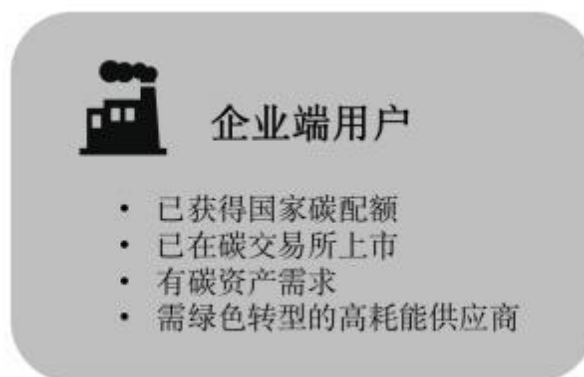 企业端用户
• 已获得国家碳配额
• 已在碳交易所上市
• 有碳资产需求
• 需绿色转型的高耗能供应商